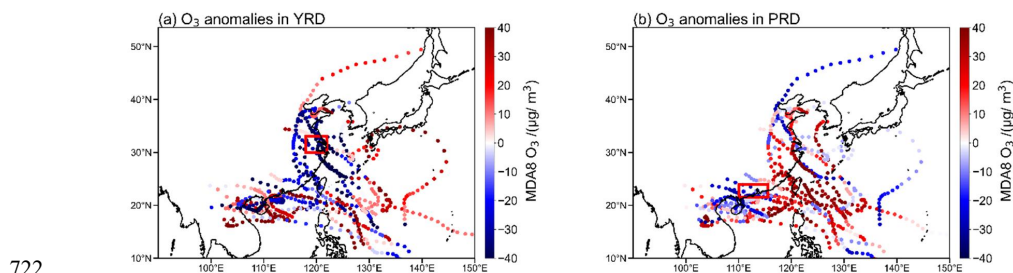 (a) O₃ anomalies in YRD
50°N
40°N
30°N
20°N
10°N
100°E 110°E 120°E 130°E 140°E 150°E
40
30
20
10
0
−10
−20
−30
−40
MDA8 O₃ /(μg/ m³)
(b) O₃ anomalies in PRD
50°N
40°N
30°N
20°N
10°N
100°E 110°E 120°E 130°E 140°E 150°E
40
30
20
10
0
−10
−20
−30
−40
MDA8 O₃ /(μg/ m³)
722